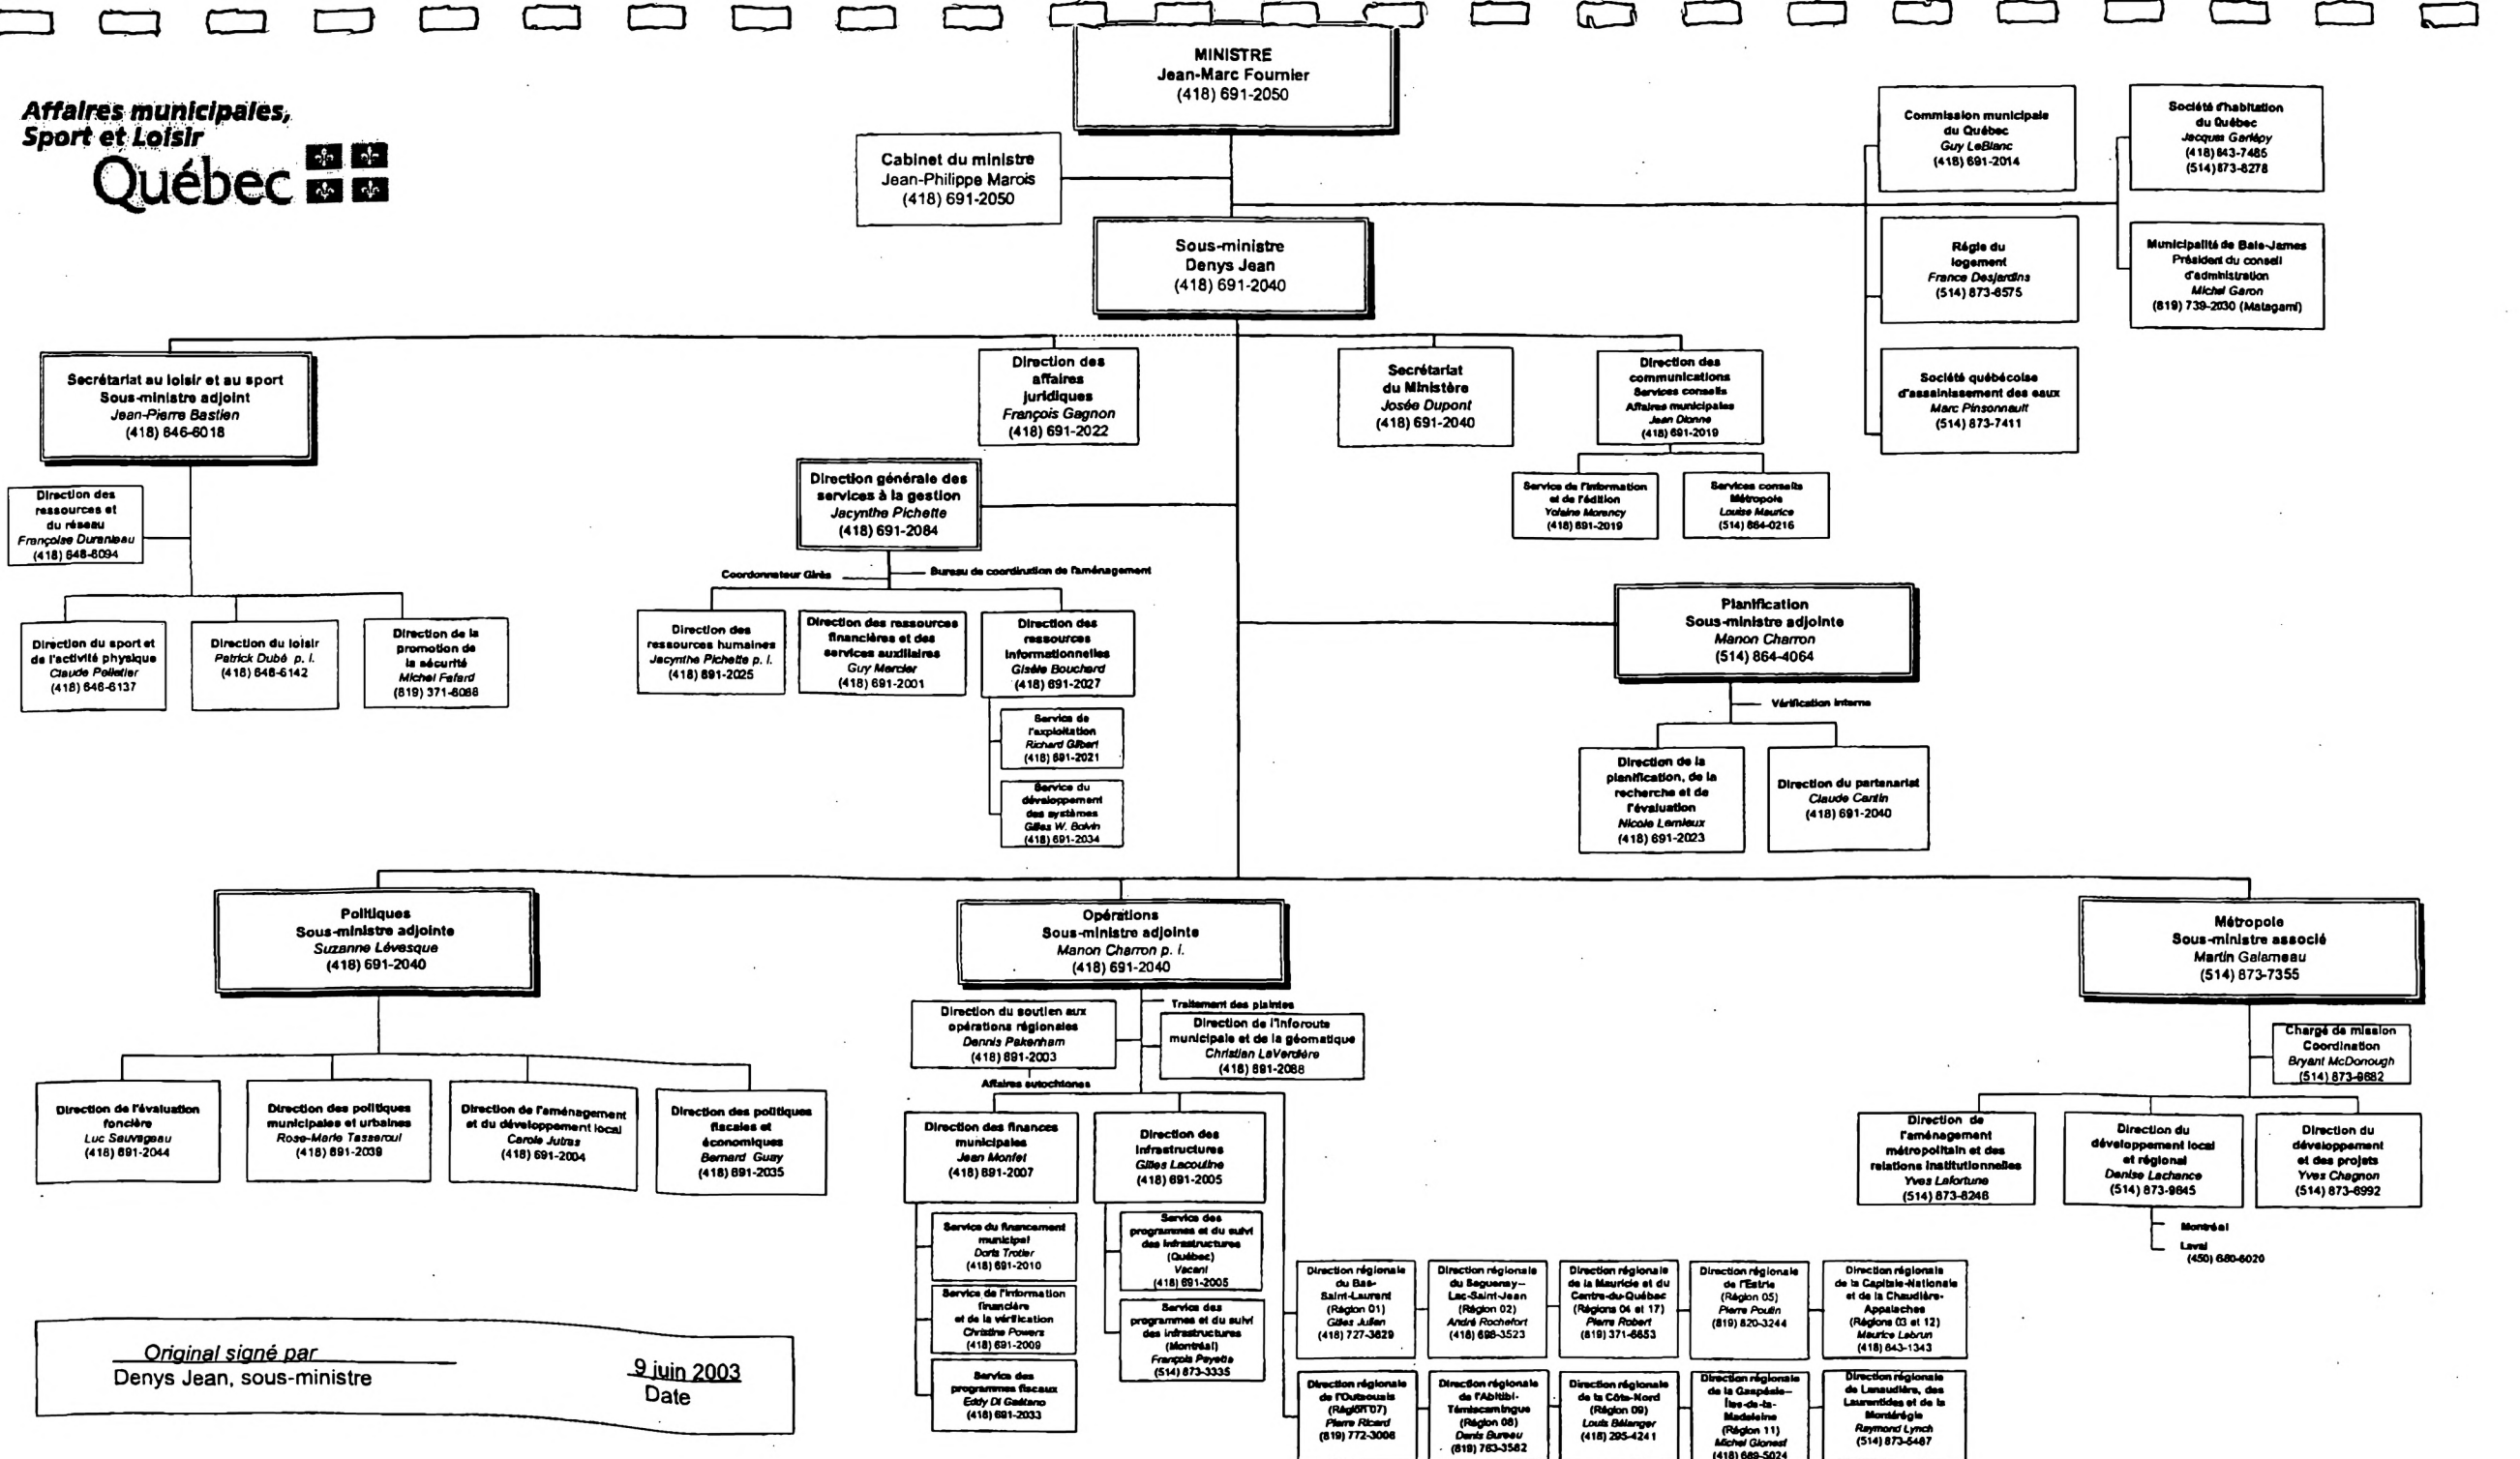 MINISTRE
Jean-Marc Fournier
(418) 691-2050
Affaires municipales,
Sport et Loisir
Québec
Cabinet du ministre
Jean-Philippe Marois
(418) 691-2050
Commission municipale
du Québec
Guy LeBlanc
(418) 691-2014
Société d'habitation
du Québec
Jacques Gariépy
(418) 643-7485
(514) 873-8278
Sous-ministre
Denys Jean
(418) 691-2040
Régie du
logement
France Desjardins
(514) 873-6575
Municipalité de Baie-James
Président du conseil
d'administration
Michel Garon
(819) 739-2030 (Matagami)
Société québécoise
d'assainissement des eaux
Marc Pinsonnault
(514) 873-7411
Secrétariat au loisir et au sport
Sous-ministre adjoint
Jean-Pierre Bastien
(418) 646-6018
Direction des
affaires
juridiques
François Gagnon
(418) 691-2022
Secrétariat
du Ministère
Josée Dupont
(418) 691-2040
Direction des
communications
Services conseils
Affaires municipales
Jean Dionne
(418) 691-2019
Service de l'information
et de l'édition
Yolaine Morency
(418) 691-2019
Services conseils
Métropole
Louise Maurice
(514) 864-0216
Direction des
ressources et
du réseau
Françoise Duranleau
(418) 646-6094
Direction générale des
services à la gestion
Jacynthe Pichette
(418) 691-2084
Coordonnateur Girès
Bureau de coordination de l'aménagement
Direction du sport et
de l'activité physique
Claude Pelletier
(418) 646-6137
Direction du loisir
Patrick Dubé p. i.
(418) 646-6142
Direction de la
promotion de
la sécurité
Michel Fafard
(819) 371-6088
Direction des
ressources humaines
Jacynthe Pichette p. i.
(418) 691-2025
Direction des ressources
financières et des
services auxiliaires
Guy Mercier
(418) 691-2001
Direction des
ressources
informationnelles
Gisèle Bouchard
(418) 691-2027
Service de
l'exploitation
Richard Gilbert
(418) 691-2021
Service du
développement
des systèmes
Gilles W. Boivin
(418) 691-2034
Planification
Sous-ministre adjointe
Manon Charron
(514) 864-4064
Vérification interne
Direction de la
planification, de la
recherche et de
l'évaluation
Nicole Lemieux
(418) 691-2023
Direction du partenariat
Claude Cantin
(418) 691-2040
Politiques
Sous-ministre adjointe
Suzanne Lévesque
(418) 691-2040
Opérations
Sous-ministre adjointe
Manon Charron p. i.
(418) 691-2040
Métropole
Sous-ministre associé
Martin Galarneau
(514) 873-7355
Traitement des plaintes
Direction du soutien aux
opérations régionales
Dennis Pakenham
(418) 691-2003
Affaires autochtones
Direction de l'Inforoute
municipale et de la géomatique
Christian LaVerdière
(418) 691-2088
Chargé de mission
Coordination
Bryant McDonough
(514) 873-9682
Direction de l'évaluation
foncière
Luc Sauvageau
(418) 691-2044
Direction des politiques
municipales et urbaines
Rose-Marie Tasseroul
(418) 691-2039
Direction de l'aménagement
et du développement local
Carole Jutras
(418) 691-2004
Direction des politiques
fiscales et
économiques
Bernard Guay
(418) 691-2035
Direction des finances
municipales
Jean Monfet
(418) 691-2007
Direction des
infrastructures
Gilles Lacouline
(418) 691-2005
Direction de
l'aménagement
métropolitain et des
relations institutionnelles
Yves Lafortune
(514) 873-8246
Direction du
développement local
et régional
Denise Lachance
(514) 873-9845
Direction du
développement
et des projets
Yves Chagnon
(514) 873-6992
Montréal
Laval
(450) 680-6020
Service du financement
municipal
Doris Trotier
(418) 691-2010
Service de l'information
financière
et de la vérification
Christine Powers
(418) 691-2009
Service des
programmes fiscaux
Eddy Di Gaétano
(418) 691-2033
Service des
programmes et du suivi
des infrastructures
(Québec)
Vacant
(418) 691-2005
Service des
programmes et du suivi
des infrastructures
(Montréal)
François Payette
(514) 873-3335
Direction régionale
du Bas-
Saint-Laurent
(Région 01)
Gilles Julien
(418) 727-3629
Direction régionale
du Saguenay–
Lac-Saint-Jean
(Région 02)
André Rochefort
(418) 698-3523
Direction régionale
de la Mauricie et du
Centre-du-Québec
(Régions 04 et 17)
Pierre Robert
(819) 371-6653
Direction régionale
de l'Estrie
(Région 05)
Pierre Poulin
(819) 820-3244
Direction régionale
de la Capitale-Nationale
et de la Chaudière-
Appalaches
(Régions 03 et 12)
Maurice Lebrun
(418) 643-1343
Direction régionale
de l'Outaouais
(Région 07)
Pierre Ricard
(819) 772-3006
Direction régionale
de l'Abitibi-
Témiscamingue
(Région 08)
Denis Bureau
(819) 763-3582
Direction régionale
de la Côte-Nord
(Région 09)
Louis Bélanger
(418) 295-4241
Direction régionale
de la Gaspésie–
Îles-de-la-
Madeleine
(Région 11)
Michel Gionest
(418) 689-5024
Direction régionale
de Lanaudière, des
Laurentides et de la
Montérégie
Raymond Lynch
(514) 873-5487
Original signé par
Denys Jean, sous-ministre
9 juin 2003
Date